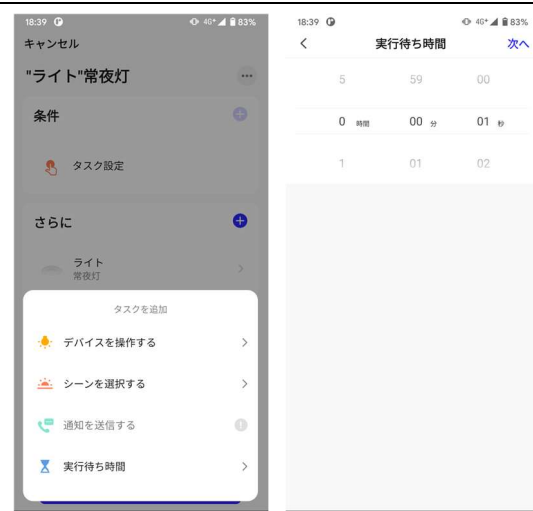 18:39 4G+ 83%
キャンセル
"ライト"常夜灯
条件
タスク設定
さらに
ライト
常夜灯
タスクを追加
デバイスを操作する
シーンを選択する
通知を送信する
実行待ち時間
18:39 4G+ 83%
実行待ち時間 次へ
5 59 00
0 時間 00 分 01 秒
1 01 02